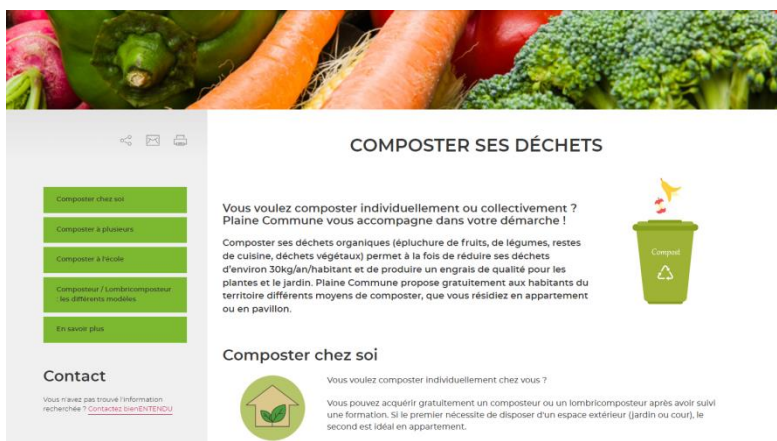 COMPOSTER SES DÉCHETS
Composter chez soi
Composter à plusieurs
Composter à l'école
Composteur / Lombricomposteur
: les différents modèles
En savoir plus
Contact
Vous n'avez pas trouvé l'information
recherchée ? Contactez bienENTENDU
Vous voulez composter individuellement ou collectivement ?
Plaine Commune vous accompagne dans votre démarche !
Composter ses déchets organiques (épluchure de fruits, de légumes, restes
de cuisine, déchets végétaux) permet à la fois de réduire ses déchets
d'environ 30kg/an/habitant et de produire un engrais de qualité pour les
plantes et le jardin. Plaine Commune propose gratuitement aux habitants du
territoire différents moyens de composter, que vous résidiez en appartement
ou en pavillon.
Compost
Composter chez soi
Vous voulez composter individuellement chez vous ?
Vous pouvez acquérir gratuitement un composteur ou un lombricomposteur après avoir suivi
une formation. Si le premier nécessite de disposer d'un espace extérieur (jardin ou cour), le
second est idéal en appartement.